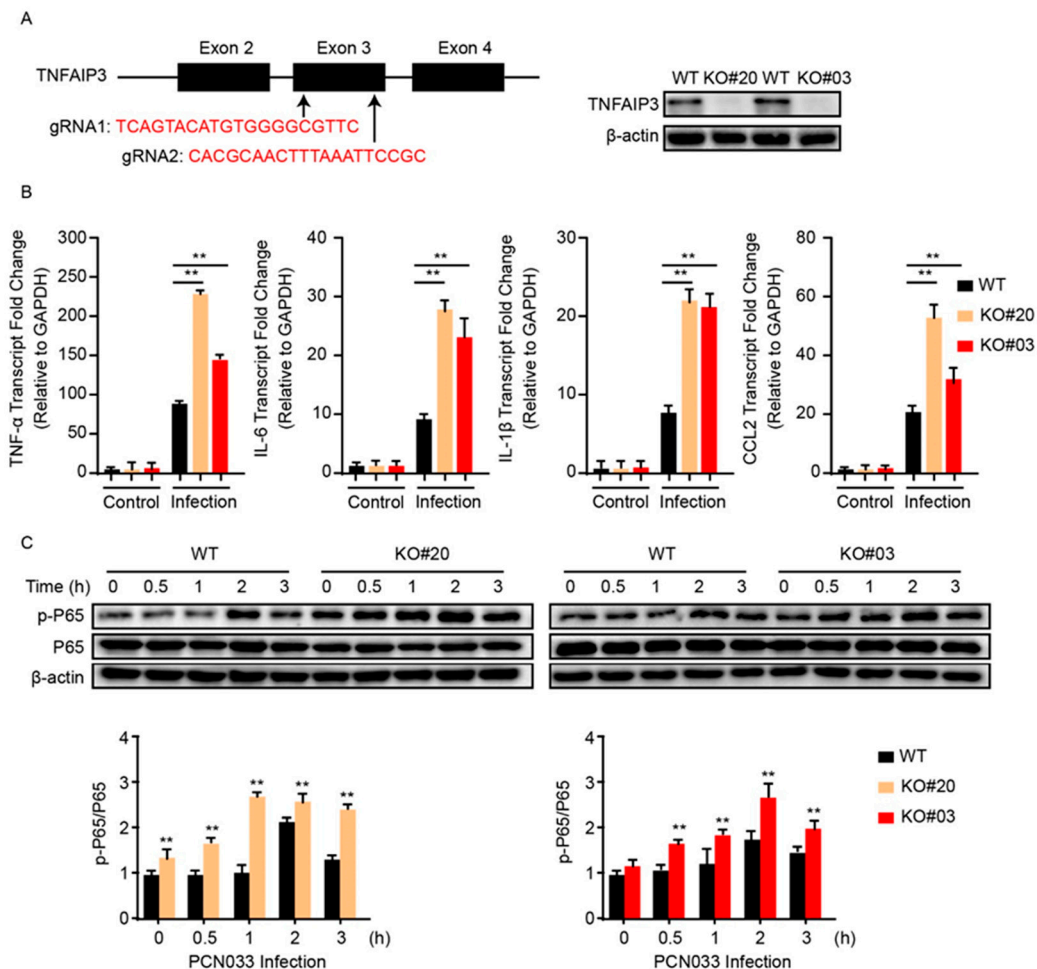 A
Exon 2 Exon 3 Exon 4
TNFAIP3
gRNA1: TCAGTACATGTGGGGCGTTC
gRNA2: CACGCAACTTTAAATTCCGC
WT KO#20 WT KO#03
TNFAIP3
β-actin
B
TNF-α Transcript Fold Change
(Relative to GAPDH)
300
250
200
150
100
50
0
**
**
Control Infection
IL-6 Transcript Fold Change
(Relative to GAPDH)
40
30
20
10
0
**
**
Control Infection
IL-1β Transcript Fold Change
(Relative to GAPDH)
30
20
10
0
**
**
Control Infection
CCL2 Transcript Fold Change
(Relative to GAPDH)
80
60
40
20
0
**
**
Control Infection
WT
KO#20
KO#03
C
WT KO#20 WT KO#03
Time (h) 0 0.5 1 2 3 0 0.5 1 2 3 0 0.5 1 2 3 0 0.5 1 2 3
p-P65
P65
β-actin
p-P65/P65
4
3
2
1
0
** ** ** ** **
0 0.5 1 2 3 (h)
PCN033 Infection
p-P65/P65
4
3
2
1
0
** ** ** **
0 0.5 1 2 3 (h)
PCN033 Infection
WT
KO#20
KO#03